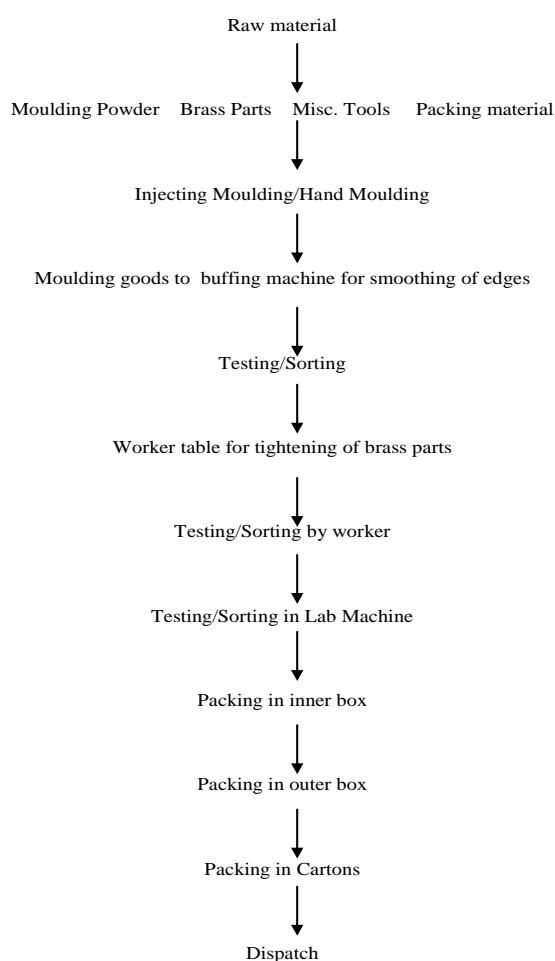 Raw material
Moulding Powder Brass Parts Misc. Tools Packing material
Injecting Moulding/Hand Moulding
Moulding goods to buffing machine for smoothing of edges
Testing/Sorting
Worker table for tightening of brass parts
Testing/Sorting by worker
Testing/Sorting in Lab Machine
Packing in inner box
Packing in outer box
Packing in Cartons
Dispatch